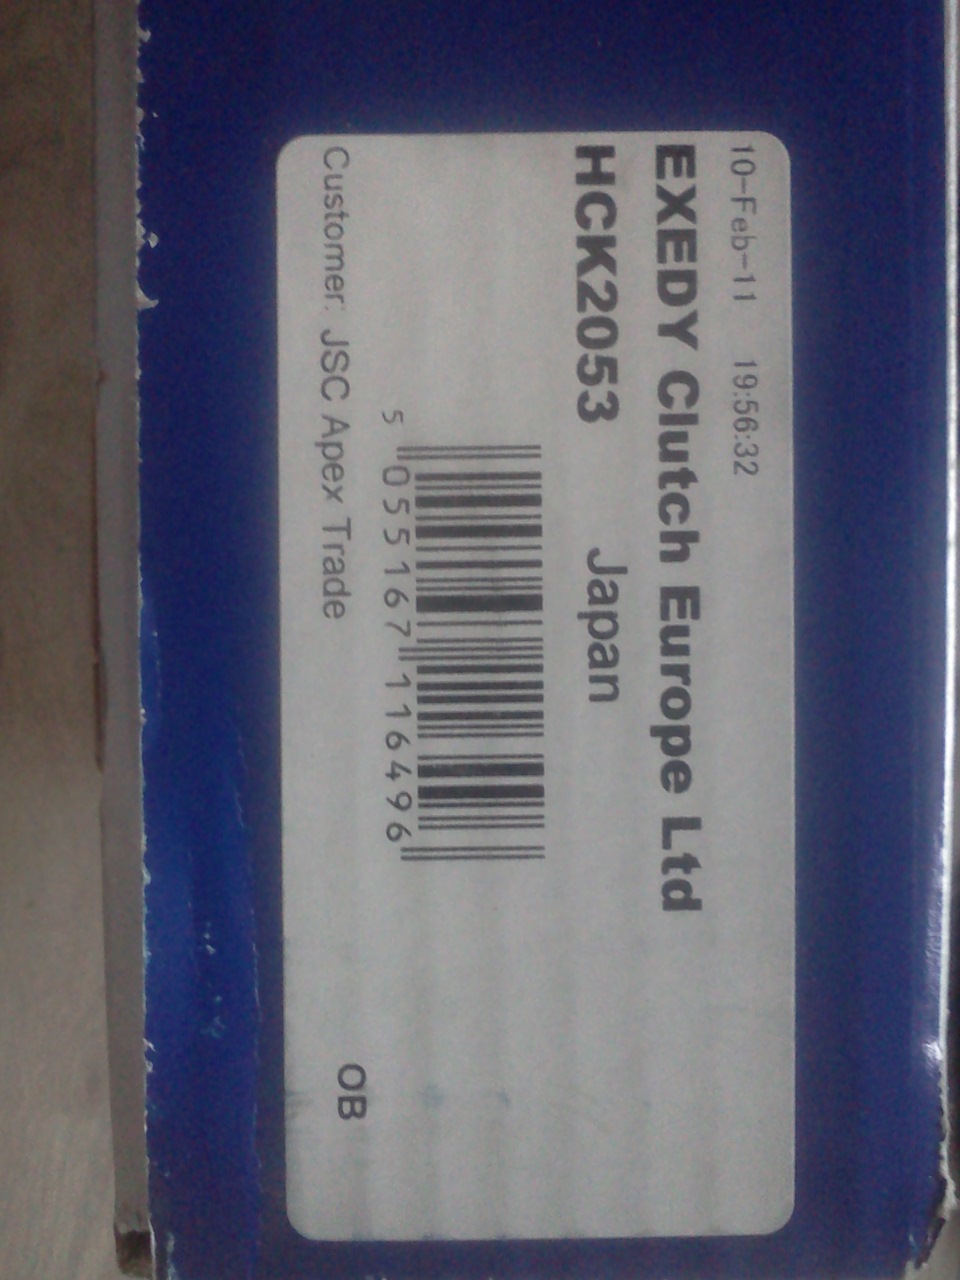 10-Feb-11 19:56:32
EXEDY Clutch Europe Ltd
HCK2053 Japan
5 055167 116496
Customer: JSC Apex Trade
OB